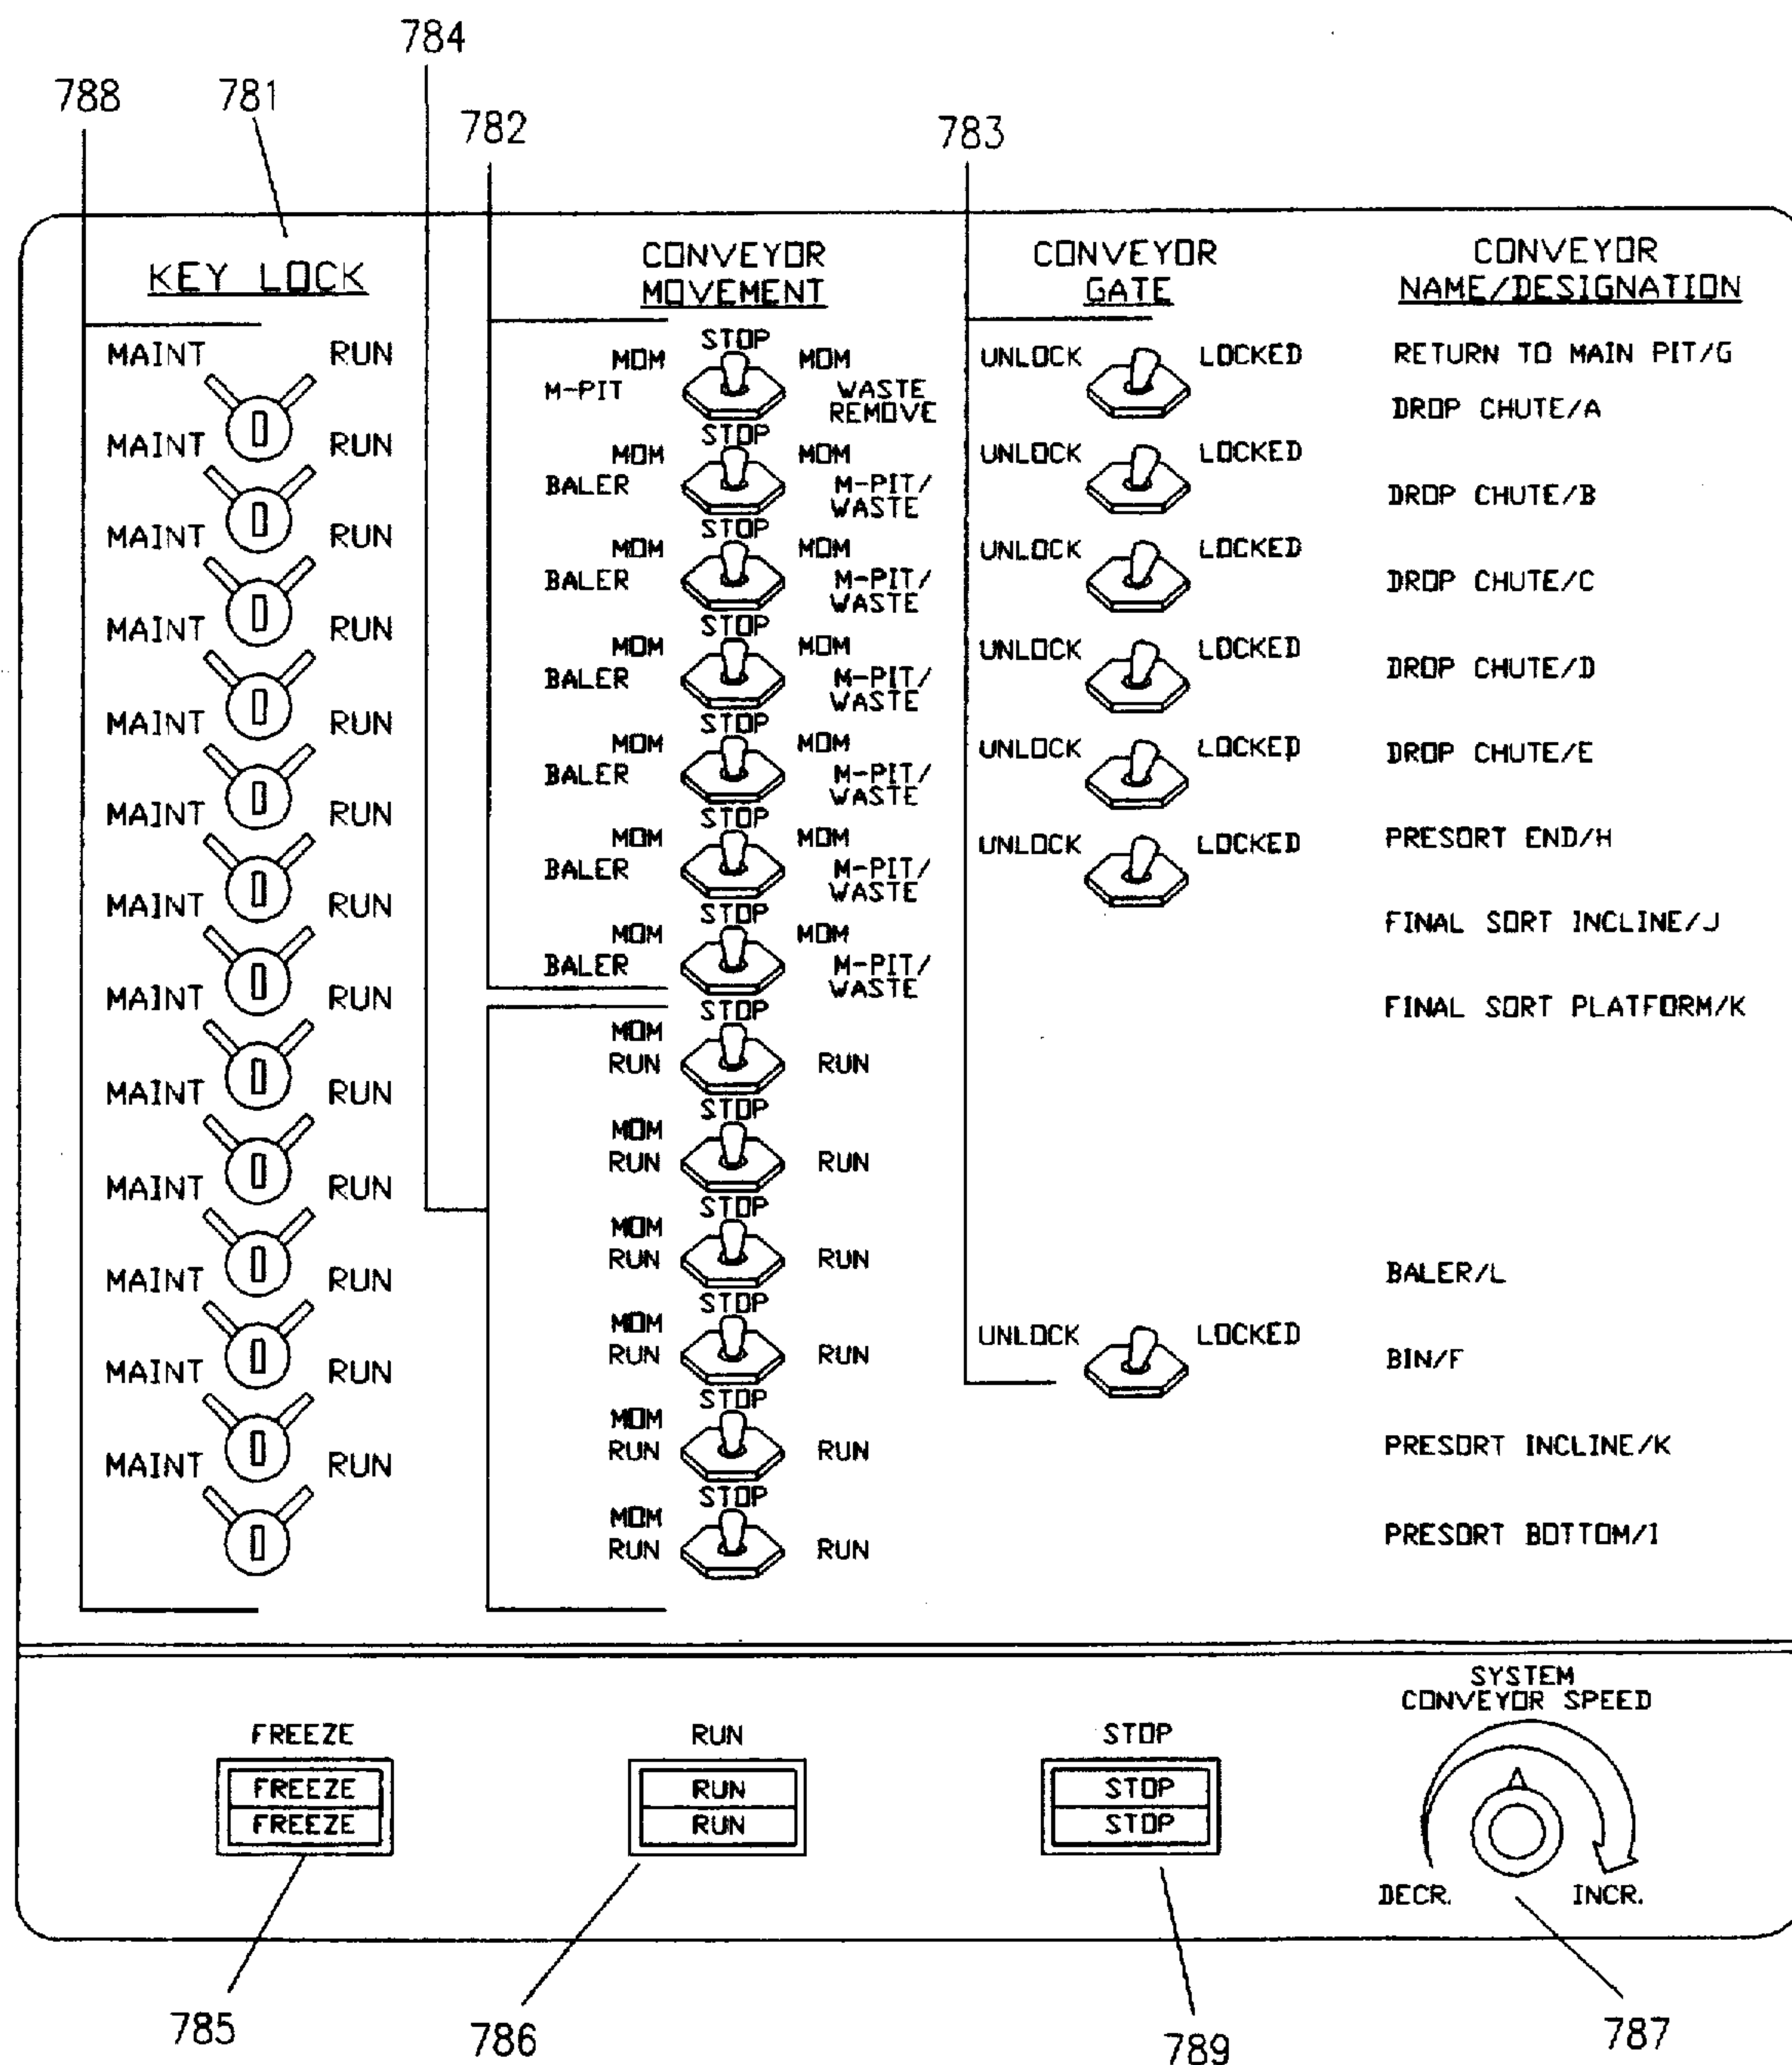 784
788 781
782
783
KEY LOCK
CONVEYOR
MOVEMENT
CONVEYOR
GATE
CONVEYOR
NAME/DESIGNATION
MAINT RUN
MAINT RUN
MAINT RUN
MAINT RUN
MAINT RUN
MAINT RUN
MAINT RUN
MAINT RUN
MAINT RUN
MAINT RUN
MAINT RUN
MAINT RUN
MAINT RUN
STOP
MOM MOM
M-PIT WASTE
REMOVE
STOP
MOM MOM
BALER M-PIT/
WASTE
STOP
MOM MOM
BALER M-PIT/
WASTE
STOP
MOM MOM
BALER M-PIT/
WASTE
STOP
MOM MOM
BALER M-PIT/
WASTE
STOP
MOM MOM
BALER M-PIT/
WASTE
STOP
MOM MOM
BALER M-PIT/
WASTE
STOP
MOM
RUN RUN
STOP
MOM
RUN RUN
STOP
MOM
RUN RUN
STOP
MOM
RUN RUN
STOP
MOM
RUN RUN
STOP
MOM
RUN RUN
UNLOCK LOCKED
UNLOCK LOCKED
UNLOCK LOCKED
UNLOCK LOCKED
UNLOCK LOCKED
UNLOCK LOCKED
UNLOCK LOCKED
RETURN TO MAIN PIT/G
DROP CHUTE/A
DROP CHUTE/B
DROP CHUTE/C
DROP CHUTE/D
DROP CHUTE/E
PRESORT END/H
FINAL SORT INCLINE/J
FINAL SORT PLATFORM/K
BALER/L
BIN/F
PRESORT INCLINE/K
PRESORT BOTTOM/I
FREEZE
FREEZE
FREEZE
RUN
RUN
RUN
STOP
STOP
STOP
SYSTEM
CONVEYOR SPEED
DECR. INCR.
785
786
789
787